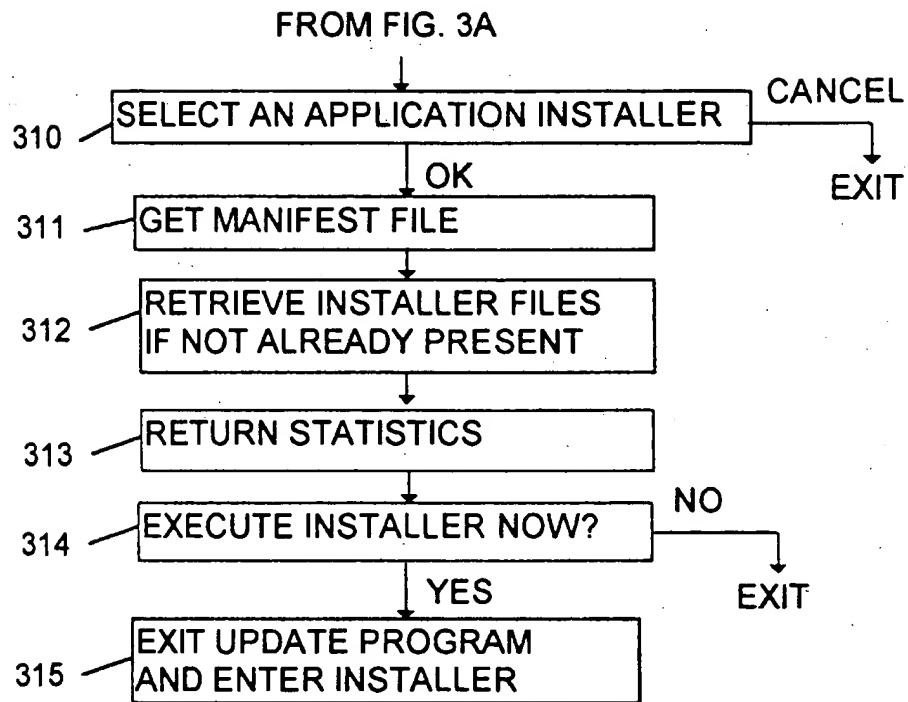 FROM FIG. 3A
310
SELECT AN APPLICATION INSTALLER
CANCEL
EXIT
OK
311
GET MANIFEST FILE
312
RETRIEVE INSTALLER FILES
IF NOT ALREADY PRESENT
313
RETURN STATISTICS
314
EXECUTE INSTALLER NOW?
NO
EXIT
YES
315
EXIT UPDATE PROGRAM
AND ENTER INSTALLER